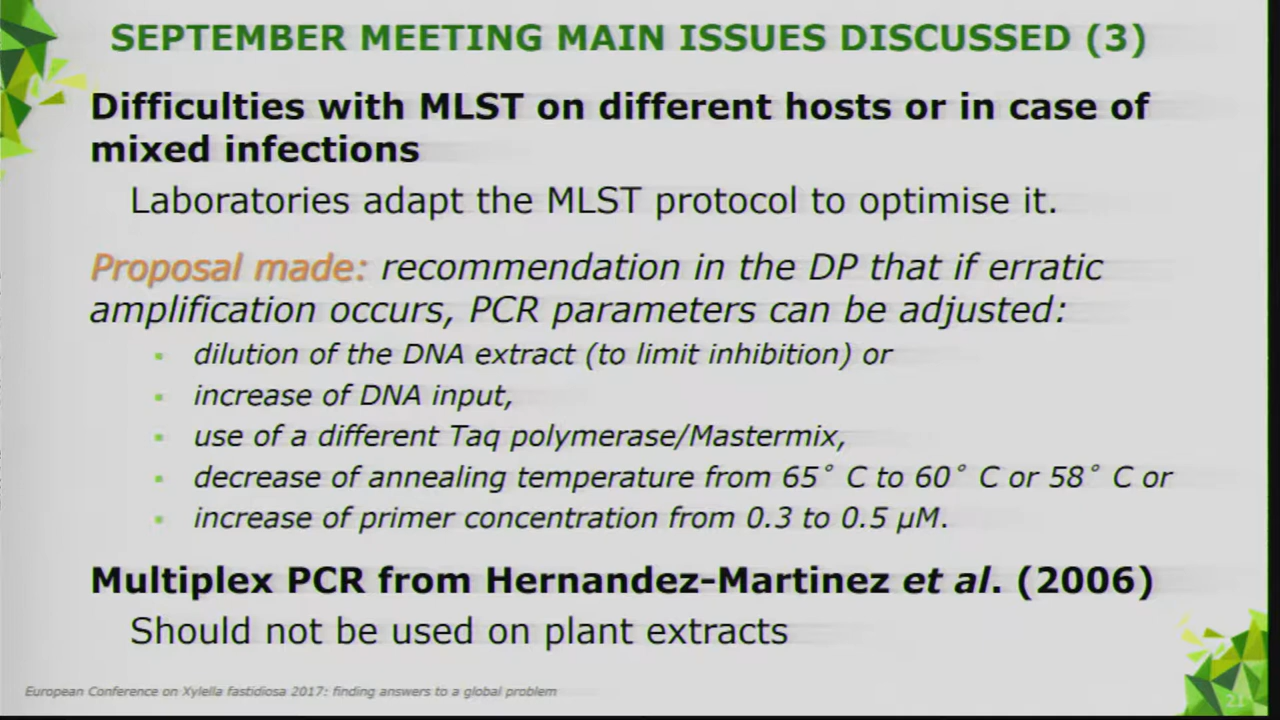 SEPTEMBER MEETING MAIN ISSUES DISCUSSED (3)
Difficulties with MLST on different hosts or in case of
mixed infections
Laboratories adapt the MLST protocol to optimise it.
Proposal made: recommendation in the DP that if erratic
amplification occurs, PCR parameters can be adjusted:
▪ dilution of the DNA extract (to limit inhibition) or
▪ increase of DNA input,
▪ use of a different Taq polymerase/Mastermix,
▪ decrease of annealing temperature from 65° C to 60° C or 58° C or
▪ increase of primer concentration from 0.3 to 0.5 µM.
Multiplex PCR from Hernandez-Martinez et al. (2006)
Should not be used on plant extracts
European Conference on Xylella fastidiosa 2017: finding answers to a global problem
21